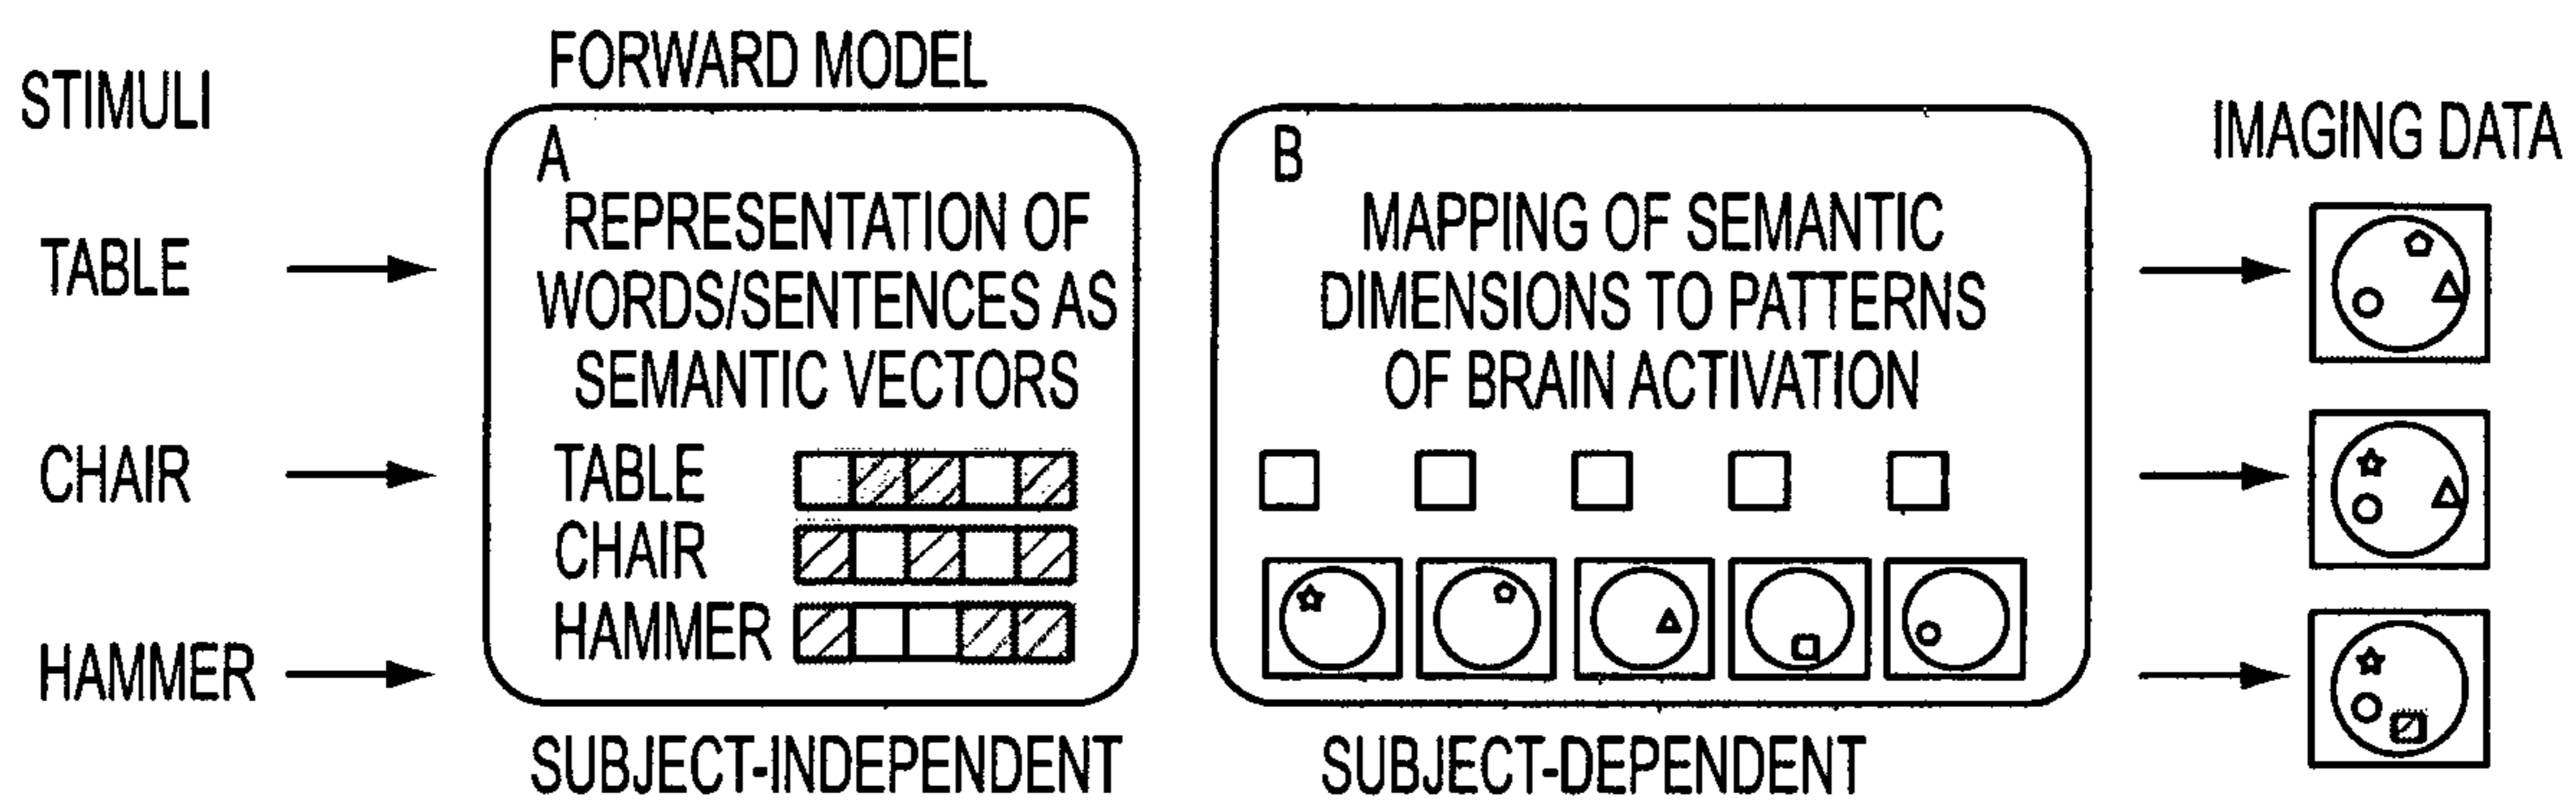 STIMULI
TABLE
CHAIR
HAMMER
FORWARD MODEL
A
REPRESENTATION OF
WORDS/SENTENCES AS
SEMANTIC VECTORS
TABLE
CHAIR
HAMMER
SUBJECT-INDEPENDENT
B
MAPPING OF SEMANTIC
DIMENSIONS TO PATTERNS
OF BRAIN ACTIVATION
SUBJECT-DEPENDENT
IMAGING DATA